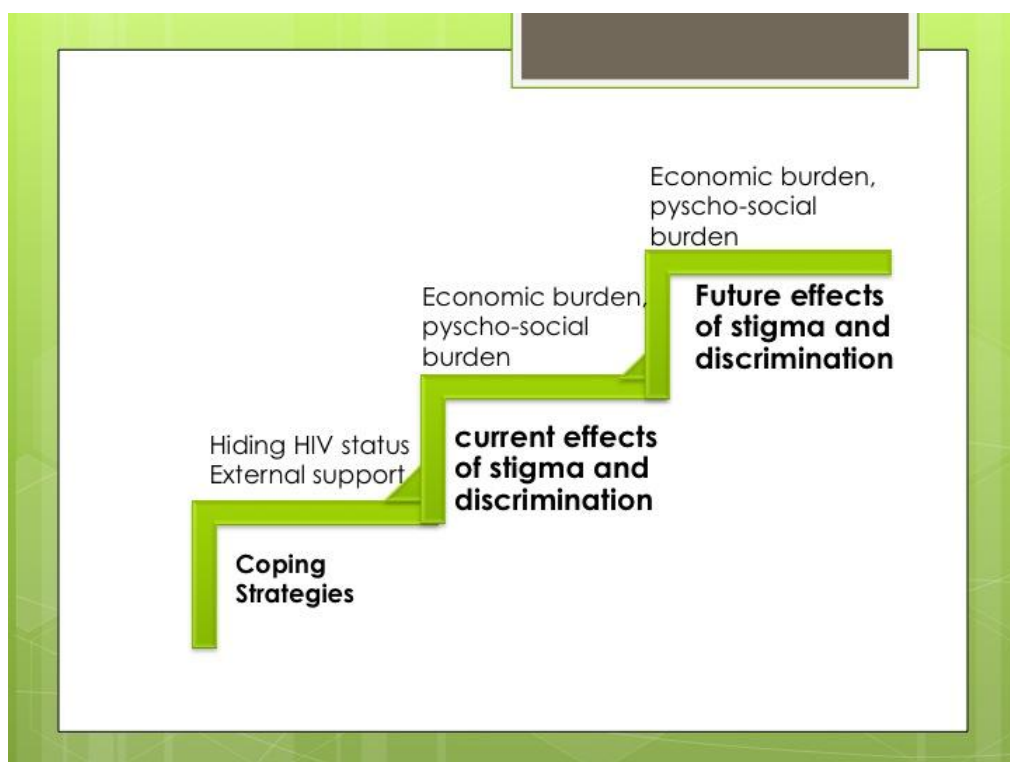 Economic burden,
pyscho-social
burden
Future effects
of stigma and
discrimination
Economic burden,
pyscho-social
burden
current effects
of stigma and
discrimination
Hiding HIV status
External support
Coping
Strategies